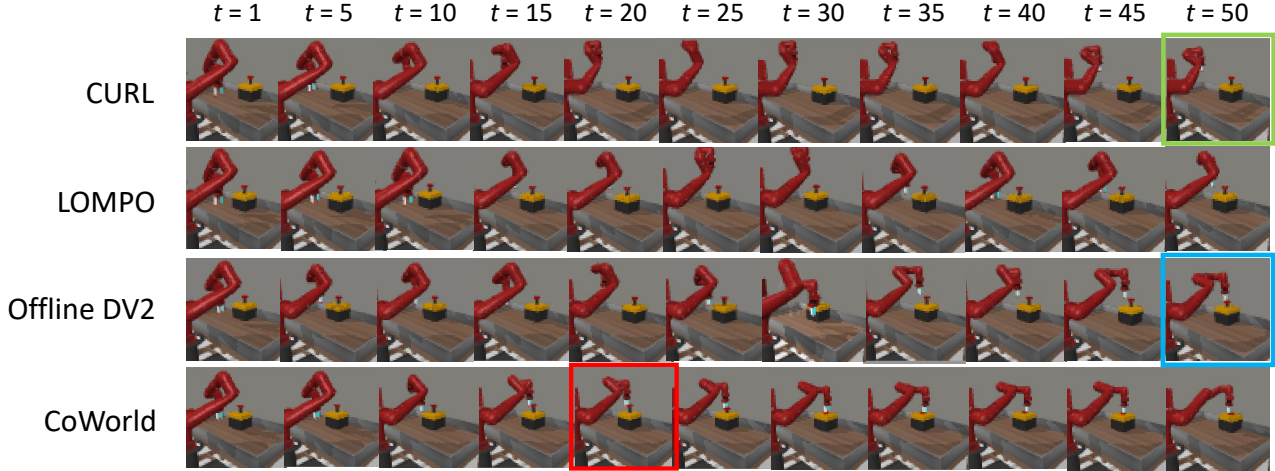 t = 1 t = 5 t = 10 t = 15 t = 20 t = 25 t = 30 t = 35 t = 40 t = 45 t = 50
CURL
LOMPO
Offline DV2
CoWorld